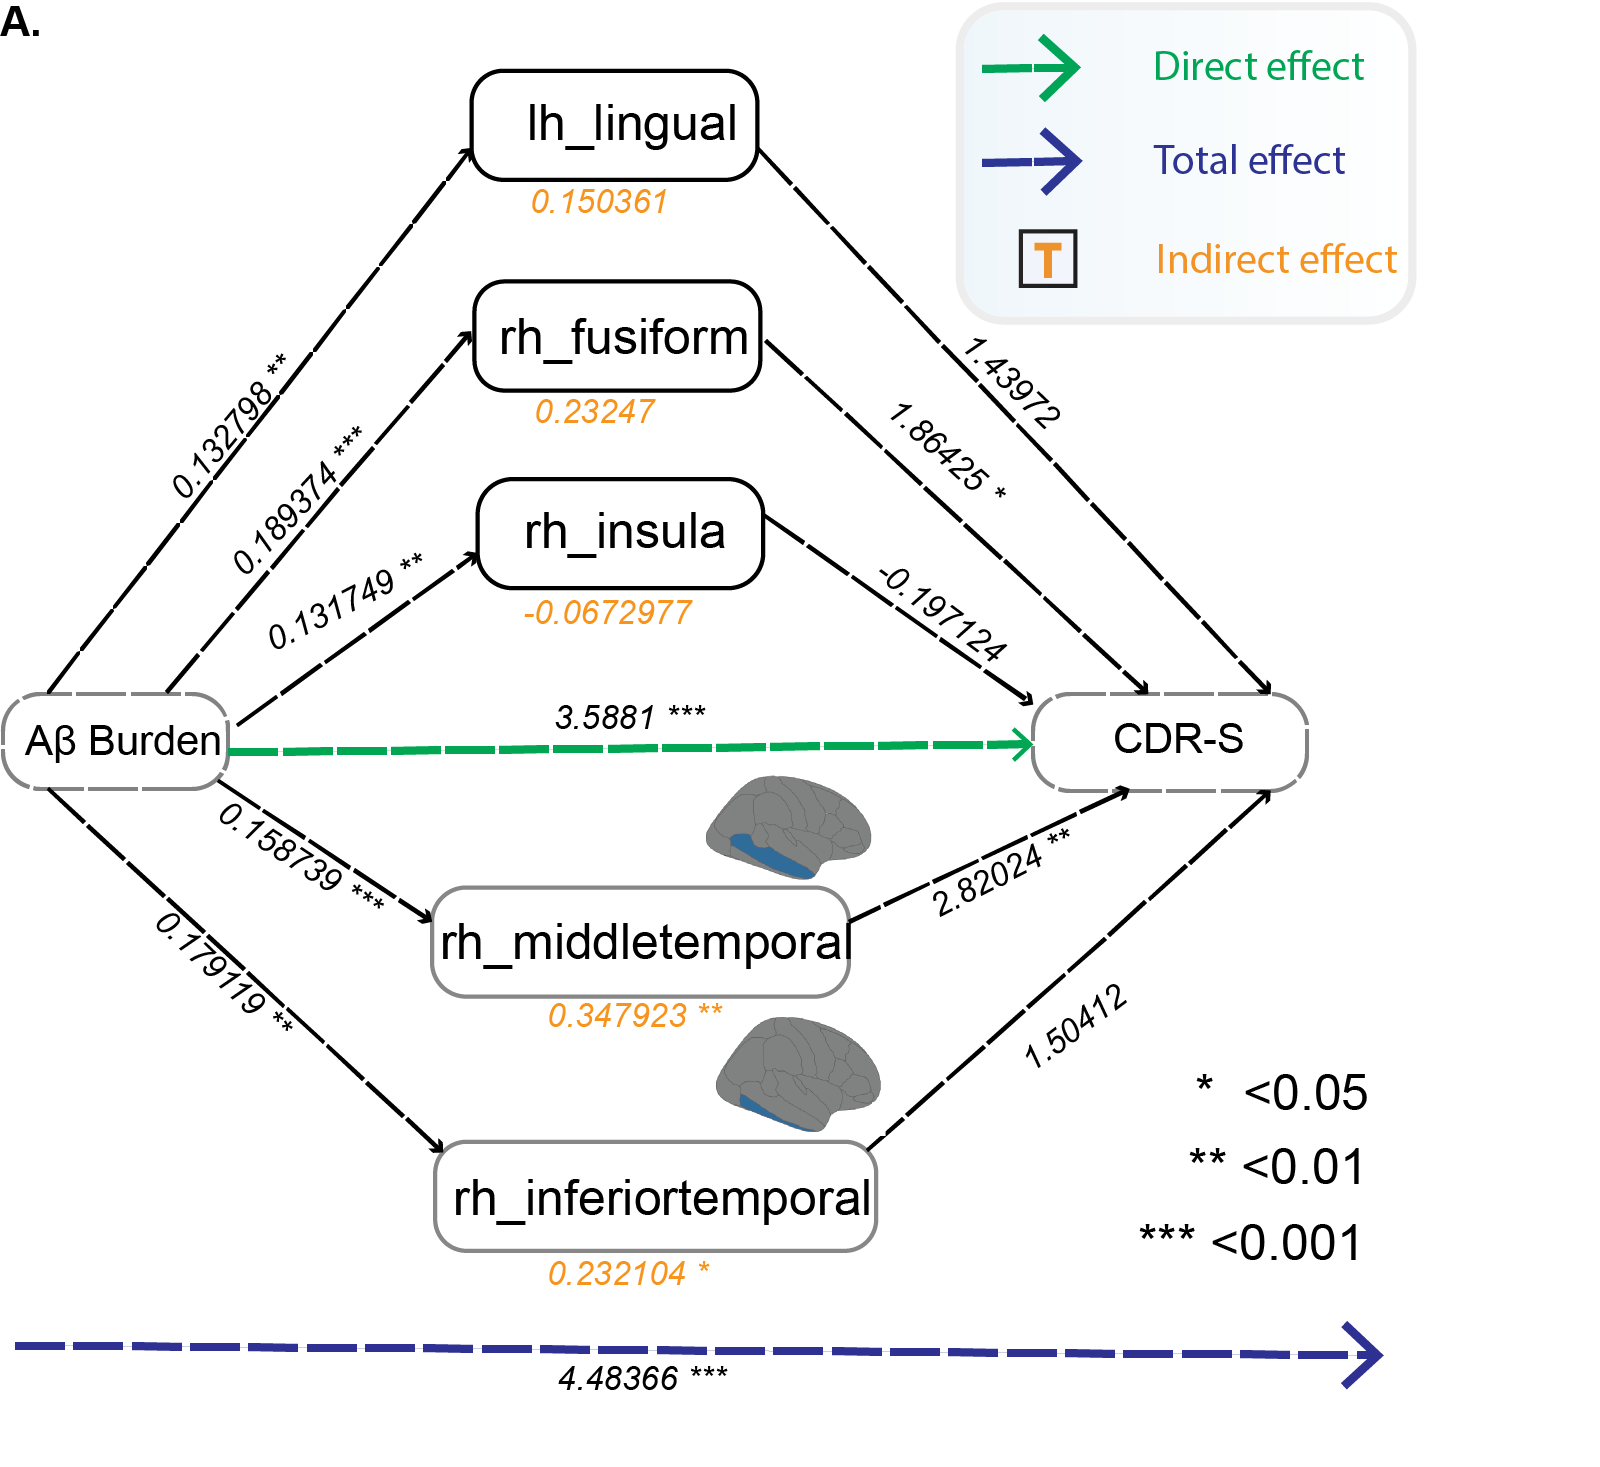 A.
Direct effect
Total effect
T
Indirect effect
lh_lingual
0.150361
rh_fusiform
0.23247
rh_insula
-0.0672977
0.132798 **
0.189374 ***
0.131749 **
1.43972
1.86425 *
-0.197124
Aβ Burden
3.5881 ***
CDR-S
0.158739 ***
0.179119 **
rh_middletemporal
0.347923 **
2.82024 **
1.50412
rh_inferiortemporal
0.232104 *
* <0.05
** <0.01
*** <0.001
4.48366 ***